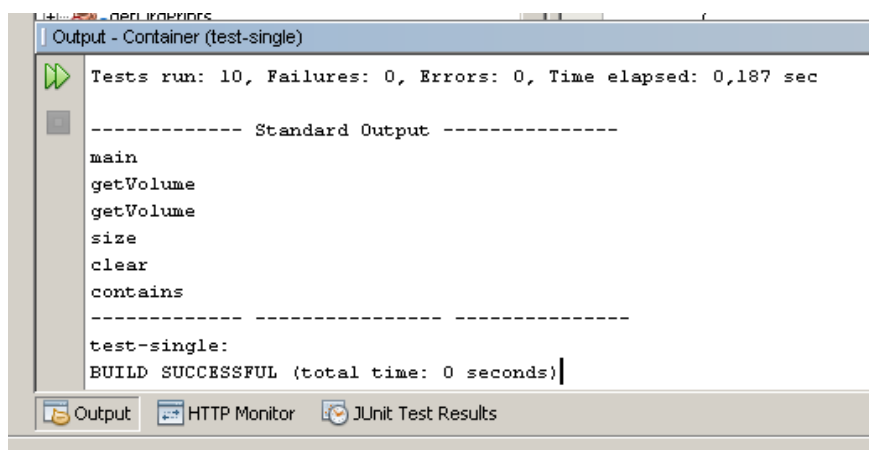 Output - Container (test-single)
Tests run: 10, Failures: 0, Errors: 0, Time elapsed: 0,187 sec
------------- Standard Output ---------------
main
getVolume
getVolume
size
clear
contains
------------- ---------------- ---------------
test-single:
BUILD SUCCESSFUL (total time: 0 seconds)
Output HTTP Monitor JUnit Test Results